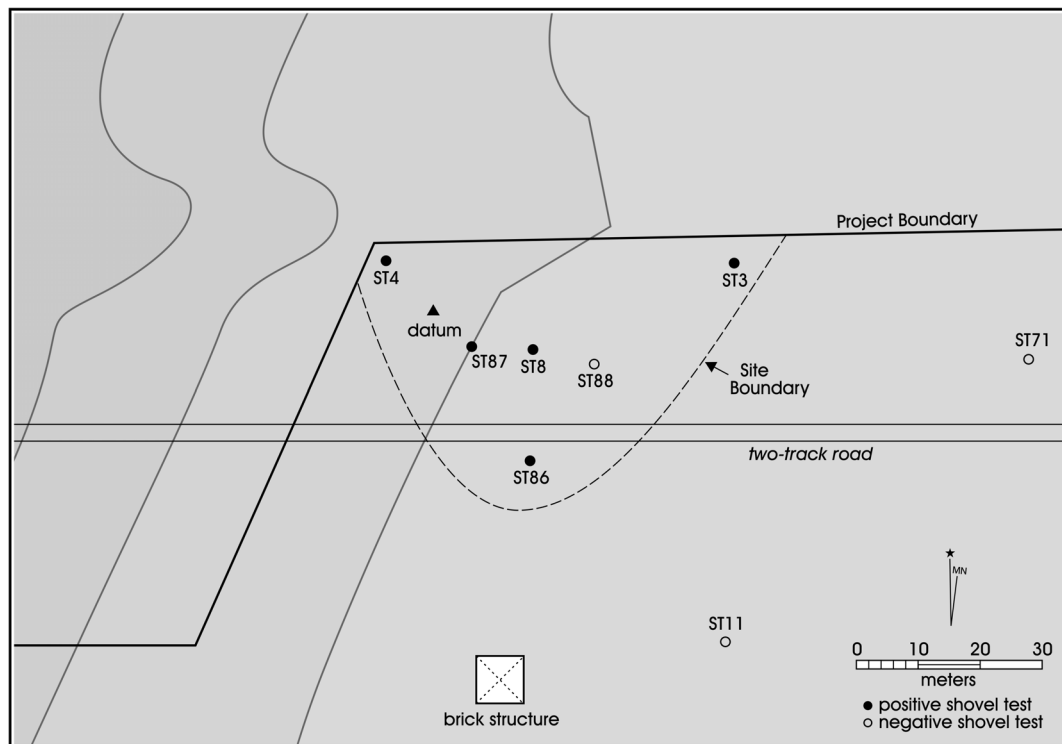 Project Boundary
ST4
ST3
datum
ST87
ST8
ST88
ST71
Site
Boundary
two-track road
ST86
MN
ST11
0 10 20 30
meters
brick structure
positive shovel test
negative shovel test